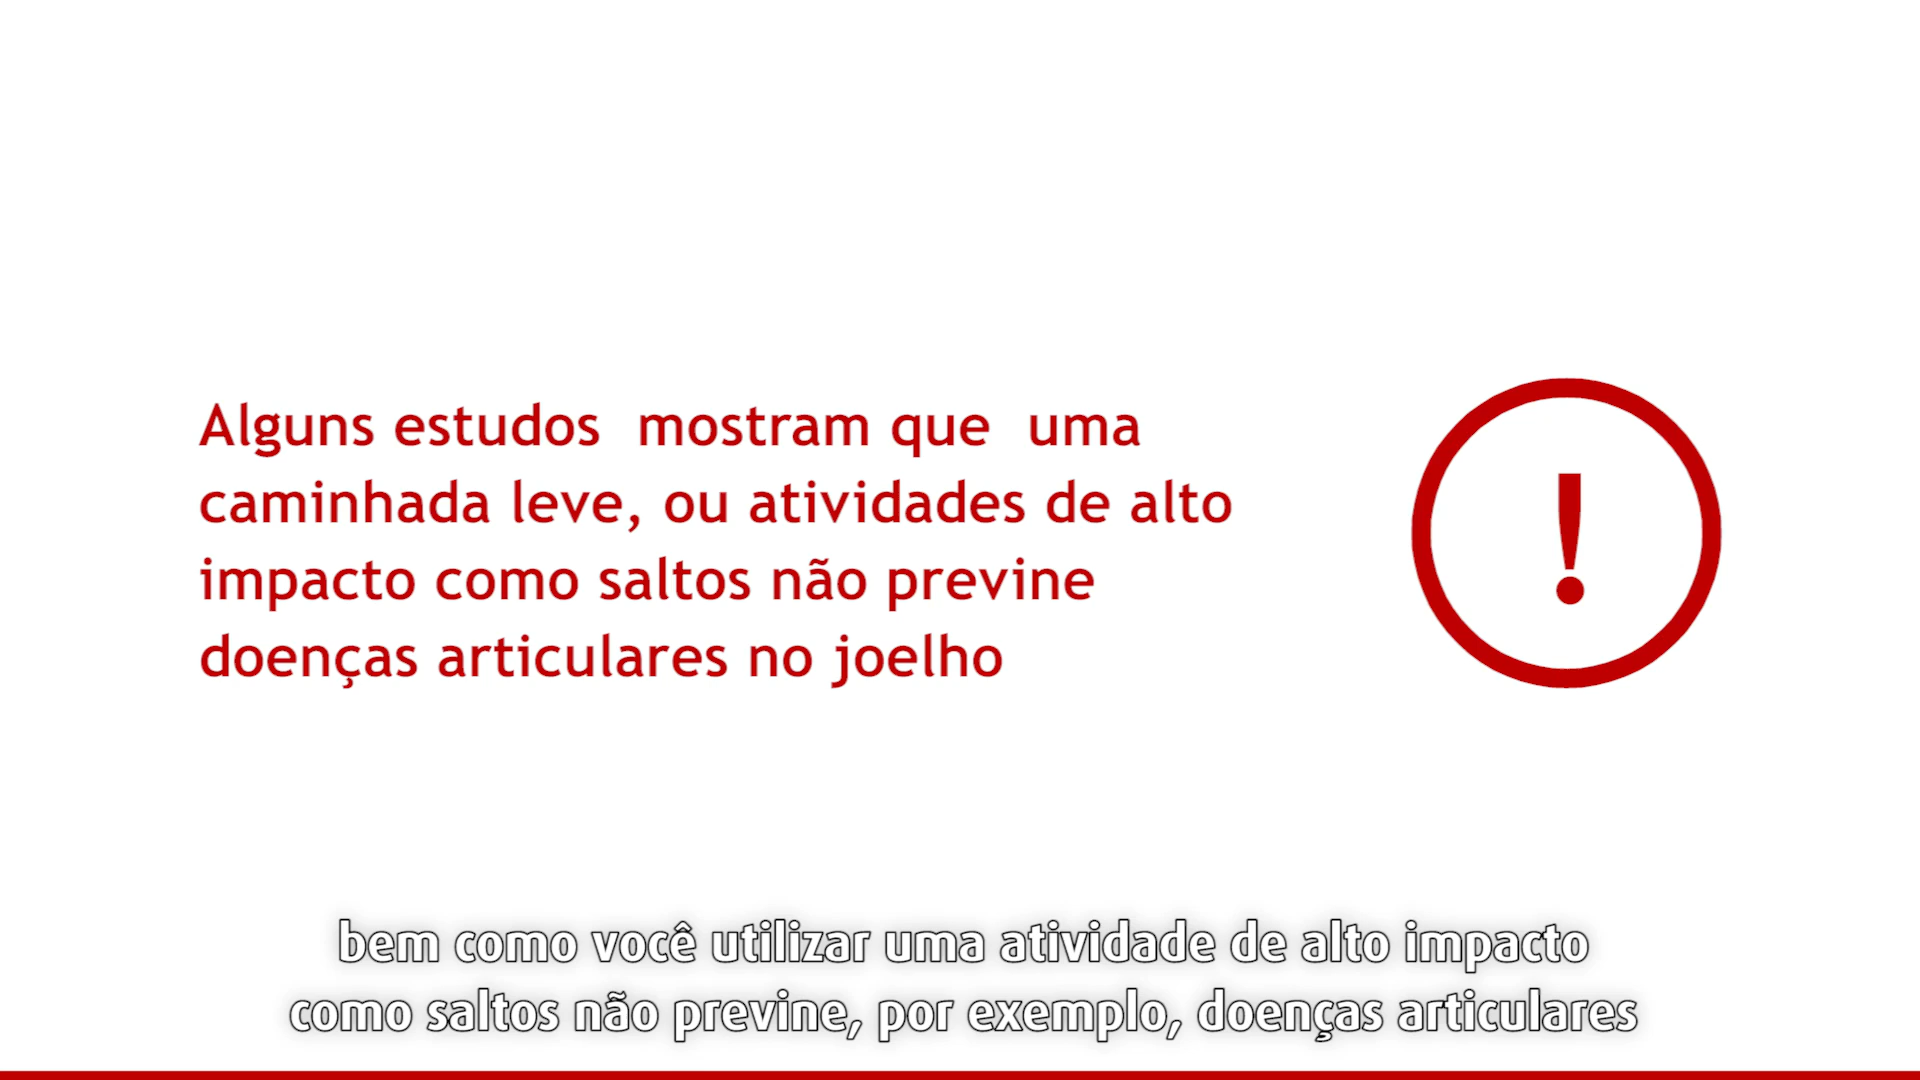 Alguns estudos  mostram que  uma
caminhada leve, ou atividades de alto
impacto como saltos não previne
doenças articulares no joelho
!
bem como você utilizar uma atividade de alto impacto
como saltos não previne, por exemplo, doenças articulares